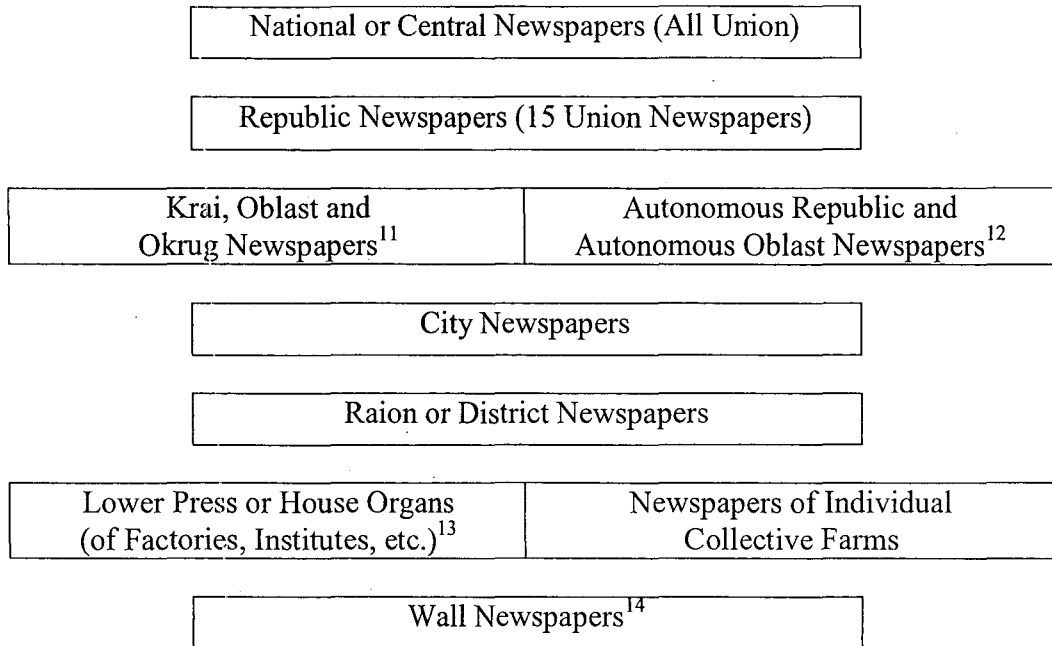 National or Central Newspapers (All Union)
Republic Newspapers (15 Union Newspapers)
Krai, Oblast and
Okrug Newspapers¹¹
Autonomous Republic and
Autonomous Oblast Newspapers¹²
City Newspapers
Raion or District Newspapers
Lower Press or House Organs
(of Factories, Institutes, etc.)¹³
Newspapers of Individual
Collective Farms
Wall Newspapers¹⁴